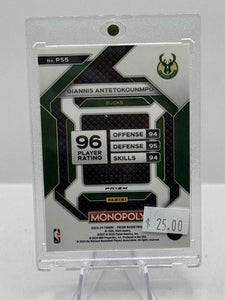 No. PS5
GIANNIS ANTETOKOUNMPO
BUCKS
96
PLAYER
RATING
OFFENSE 94
DEFENSE 95
SKILLS 94
PRIZM
PANINI
MONOPOLY
$ 25.00